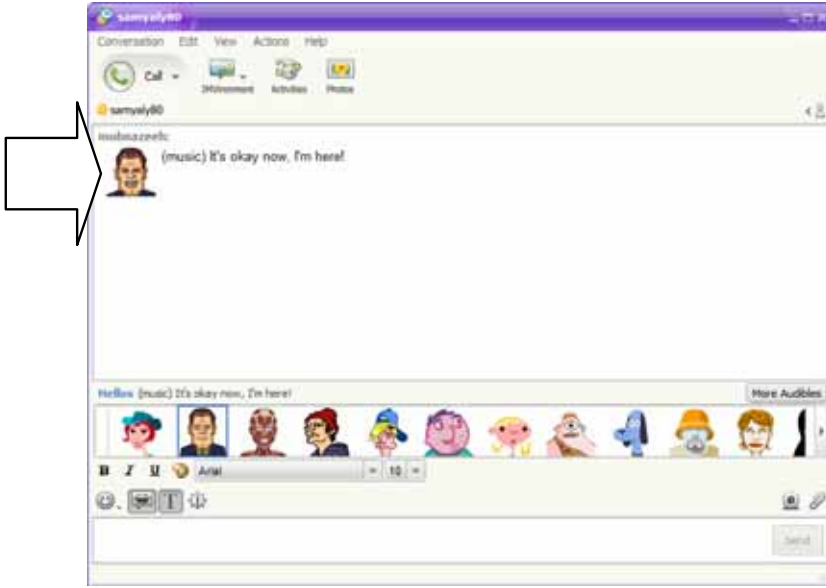 samyaly80
Conversation Edit View Actions Help
Call IMVironment Activities Photos
samyaly80
(music) It's okay now, I'm here!
Hellos (music) It's okay now, I'm here!
More Audibles
B I U Arial 10
T
Send